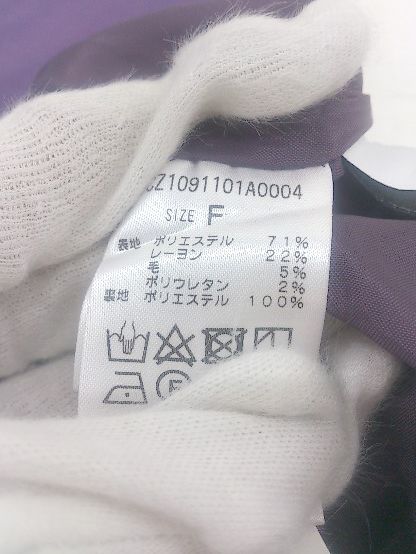 CZ1091101A0004
SIZE F
表地 ポリエステル 71%
レーヨン 22%
毛 5%
ポリウレタン 2%
裏地 ポリエステル 100%